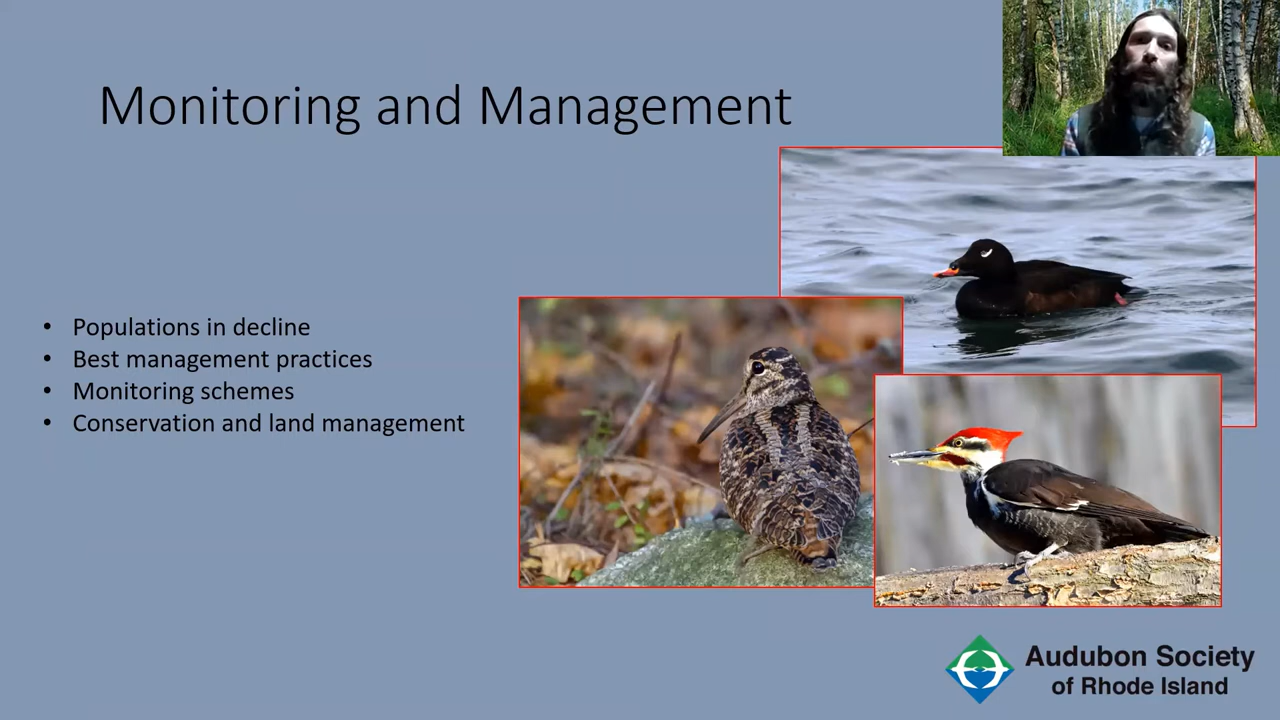 Monitoring and Management
• Populations in decline
• Best management practices
• Monitoring schemes
• Conservation and land management
Audubon Society
of Rhode Island